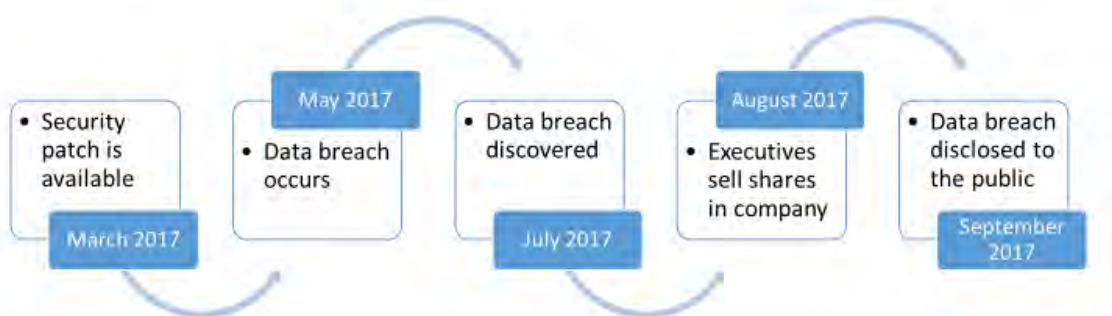 • Security
patch is
available
March 2017
May 2017
• Data breach
occurs
• Data breach
discovered
July 2017
August 2017
• Executives
sell shares
in company
• Data breach
disclosed to
the public
September
2017